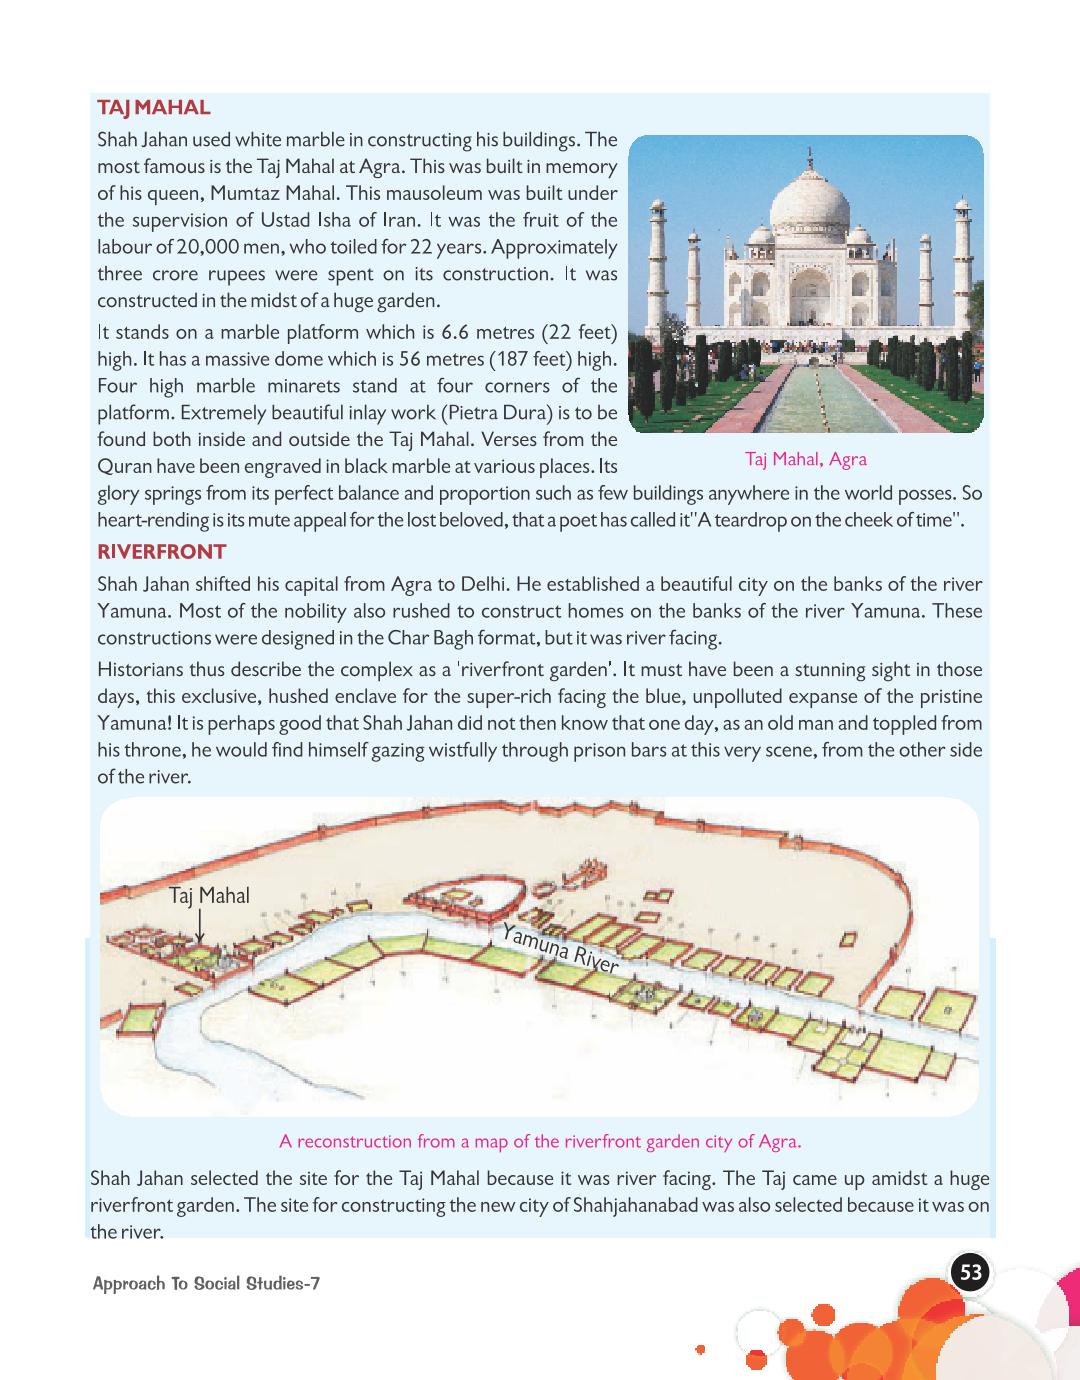 TAJ MAHAL
Shah Jahan used white marble in constructing his buildings. The
most famous is the Taj Mahal at Agra. This was built in memory
of his queen, Mumtaz Mahal. This mausoleum was built under
the supervision of Ustad Isha of Iran. It was the fruit of the
labour of 20,000 men, who toiled for 22 years. Approximately
three crore rupees were spent on its construction. It was
constructed in the midst of a huge garden.
It stands on a marble platform which is 6.6 metres (22 feet)
high. It has a massive dome which is 56 metres (187 feet) high.
Four high marble minarets stand at four corners of the
platform. Extremely beautiful inlay work (Pietra Dura) is to be
found both inside and outside the Taj Mahal. Verses from the
Quran have been engraved in black marble at various places. Its
Taj Mahal, Agra
glory springs from its perfect balance and proportion such as few buildings anywhere in the world posses. So
heart-rending is its mute appeal for the lost beloved, that a poet has called it"A teardrop on the cheek of time".
RIVERFRONT
Shah Jahan shifted his capital from Agra to Delhi. He established a beautiful city on the banks of the river
Yamuna. Most of the nobility also rushed to construct homes on the banks of the river Yamuna. These
constructions were designed in the Char Bagh format, but it was river facing.
Historians thus describe the complex as a 'riverfront garden'. It must have been a stunning sight in those
days, this exclusive, hushed enclave for the super-rich facing the blue, unpolluted expanse of the pristine
Yamuna! It is perhaps good that Shah Jahan did not then know that one day, as an old man and toppled from
his throne, he would find himself gazing wistfully through prison bars at this very scene, from the other side
of the river.
Taj Mahal
Yamuna River
A reconstruction from a map of the riverfront garden city of Agra.
Shah Jahan selected the site for the Taj Mahal because it was river facing. The Taj came up amidst a huge
riverfront garden. The site for constructing the new city of Shahjahanabad was also selected because it was on
the river.
Approach To Social Studies-7
53